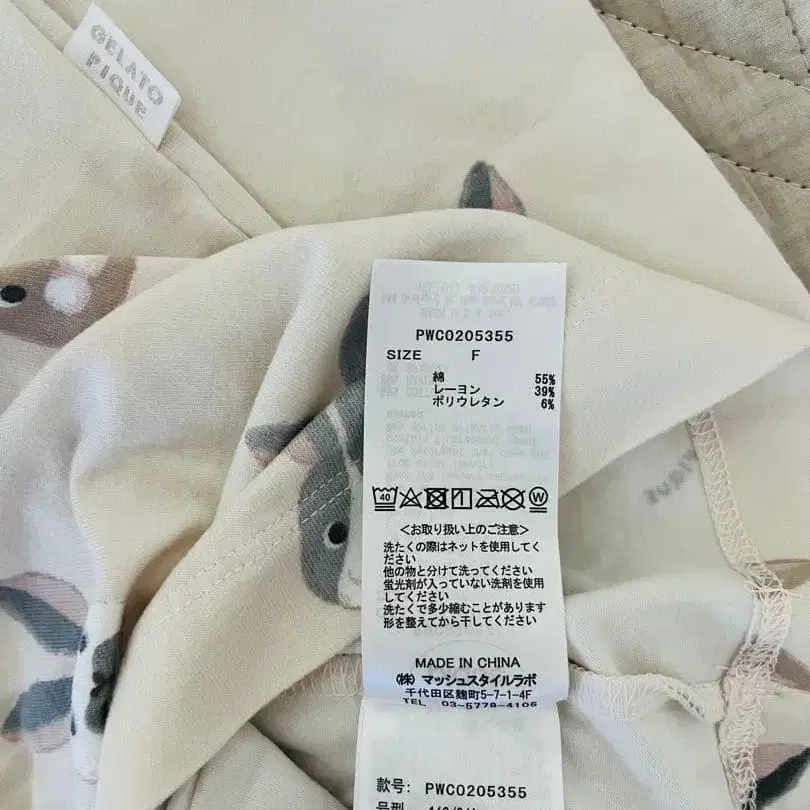 GELATO
PIQUE
PWC0205355
SIZE F
綿 55%
レーヨン 39%
ポリウレタン 6%
40
W
<お取り扱い上のご注意>
洗たくの際はネットを使用してく
ださい
他の物と分けて洗ってください
蛍光剤が入っていない洗剤を使用
してください
洗たくで多少縮むことがあります
形を整えてから干してください
MADE IN CHINA
(株) マッシュスタイルラボ
千代田区麹町5-7-1-4F
TEL 03-5778-4105
款号: PWC0205355
号型